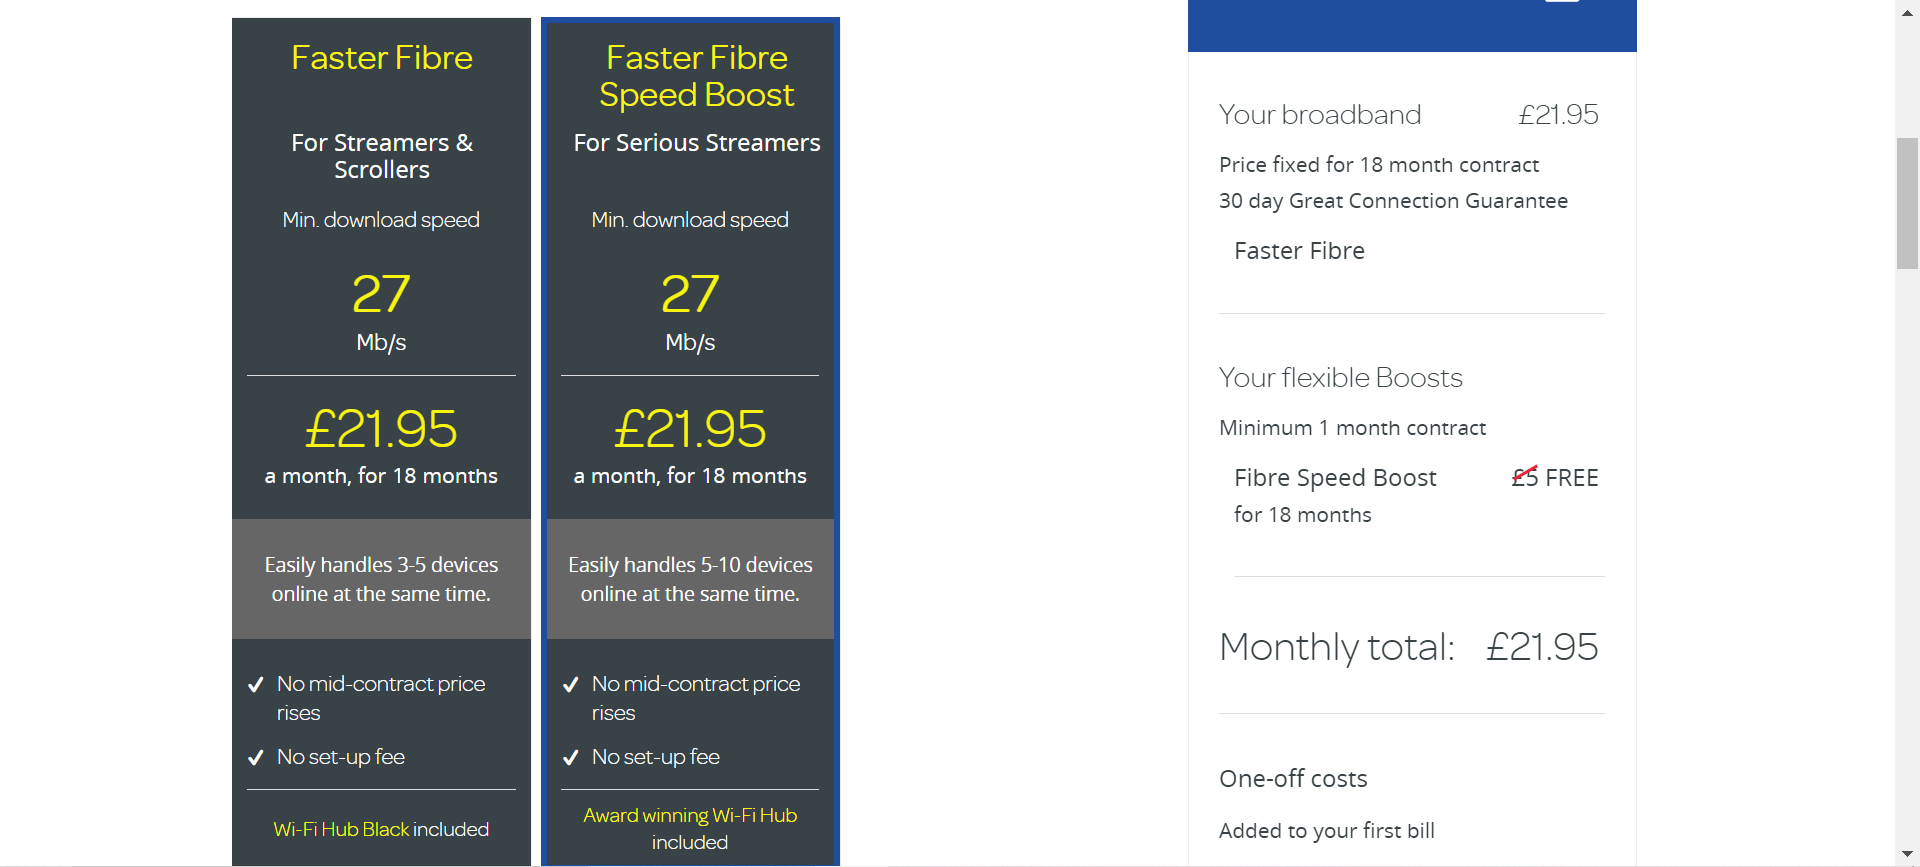 Faster Fibre
For Streamers &
Scrollers
Min. download speed
27
Mb/s
£21.95
a month, for 18 months
Easily handles 3-5 devices
online at the same time.
No mid-contract price
rises
No set-up fee
Wi-Fi Hub Black included
Faster Fibre
Speed Boost
For Serious Streamers
Min. download speed
27
Mb/s
£21.95
a month, for 18 months
Easily handles 5-10 devices
online at the same time.
No mid-contract price
rises
No set-up fee
Award winning Wi-Fi Hub
included
Your broadband £21.95
Price fixed for 18 month contract
30 day Great Connection Guarantee
Faster Fibre
Your flexible Boosts
Minimum 1 month contract
Fibre Speed Boost £5 FREE
for 18 months
Monthly total: £21.95
One-off costs
Added to your first bill